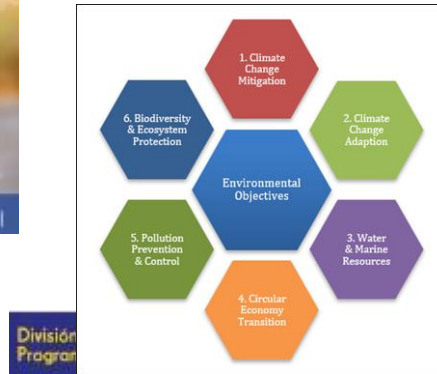 1. Climate
Change
Mitigation
2. Climate
Change
Adaption
3. Water
& Marine
Resources
4. Circular
Economy
Transition
5. Pollution
Prevention
& Control
6. Biodiversity
& Ecosystem
Protection
Environmental
Objectives
División